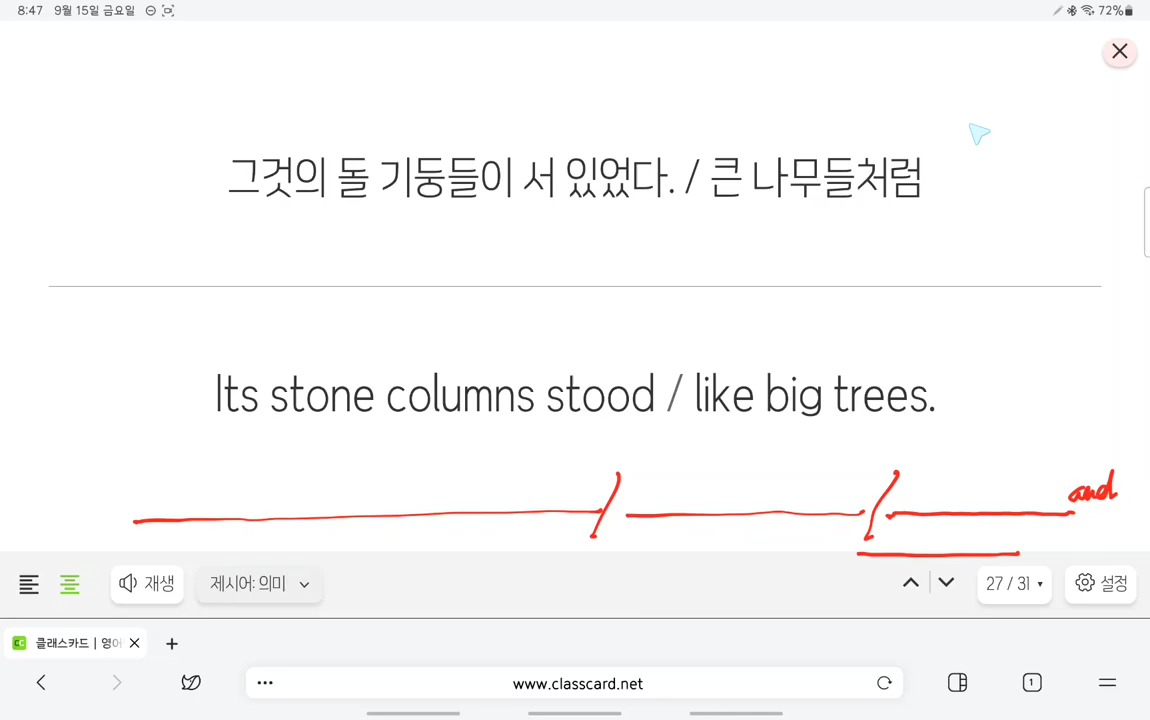 8:47 9월 15일 금요일 72%
그것의 돌 기둥들이 서 있었다. / 큰 나무들처럼
Its stone columns stood / like big trees.
and
재생 제시어: 의미 27 / 31 설정
클래스카드 | 영어
www.classcard.net
1